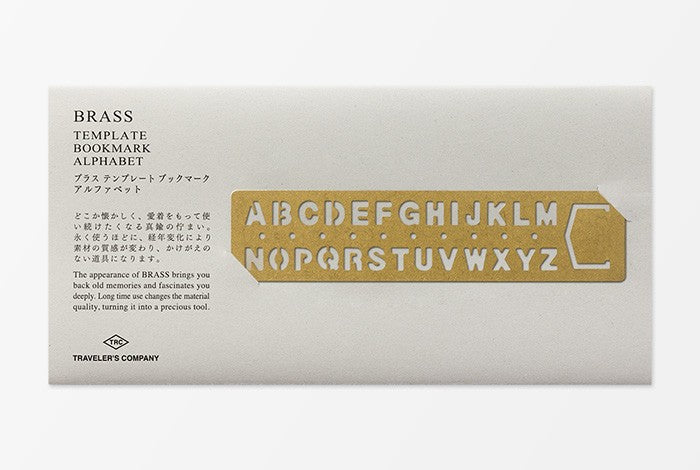 BRASS
TEMPLATE
BOOKMARK
ALPHABET
ブラス テンプレート ブックマーク
アルファベット
どこか懐かしく、愛着をもって使
い続けたくなる真鍮の佇まい。
永く使うほどに、経年変化により
素材の質感が変わり、かけがえの
ない道具になります。
The appearance of BRASS brings you
back old memories and fascinates you
deeply. Long time use changes the material
quality, turning it into a precious tool.
TRC
TRAVELER'S COMPANY
ABCDEFGHIJKLM
NOPQRSTUVWXYZ